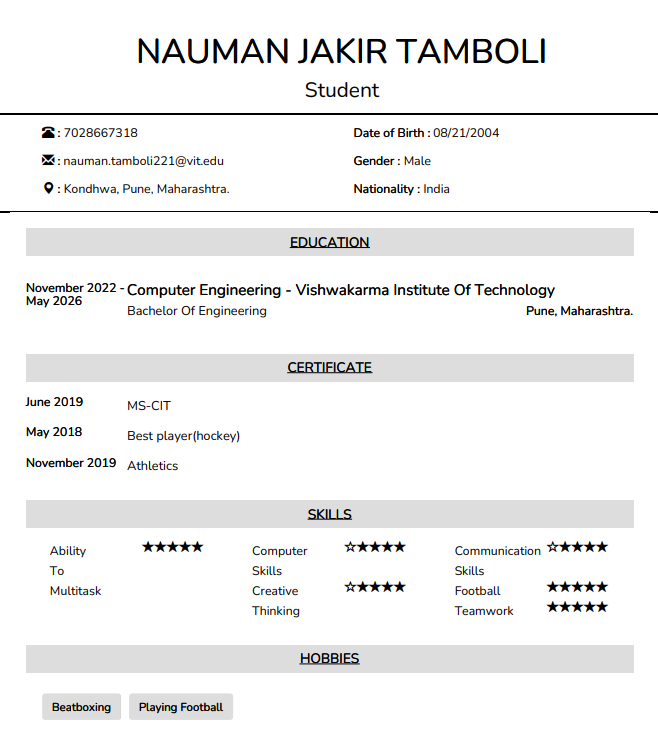 NAUMAN JAKIR TAMBOLI
Student
☎ : 7028667318
Date of Birth : 08/21/2004
✉ : nauman.tamboli221@vit.edu
Gender : Male
: Kondhwa, Pune, Maharashtra.
Nationality : India
EDUCATION
November 2022 -
May 2026
Computer Engineering - Vishwakarma Institute Of Technology
Bachelor Of Engineering
Pune, Maharashtra.
CERTIFICATE
June 2019
MS-CIT
May 2018
Best player(hockey)
November 2019
Athletics
SKILLS
Ability
To
Multitask
★★★★★
Computer
Skills
☆★★★★
Creative
Thinking
☆★★★★
Communication
Skills
☆★★★★
Football
★★★★★
Teamwork
★★★★★
HOBBIES
Beatboxing
Playing Football